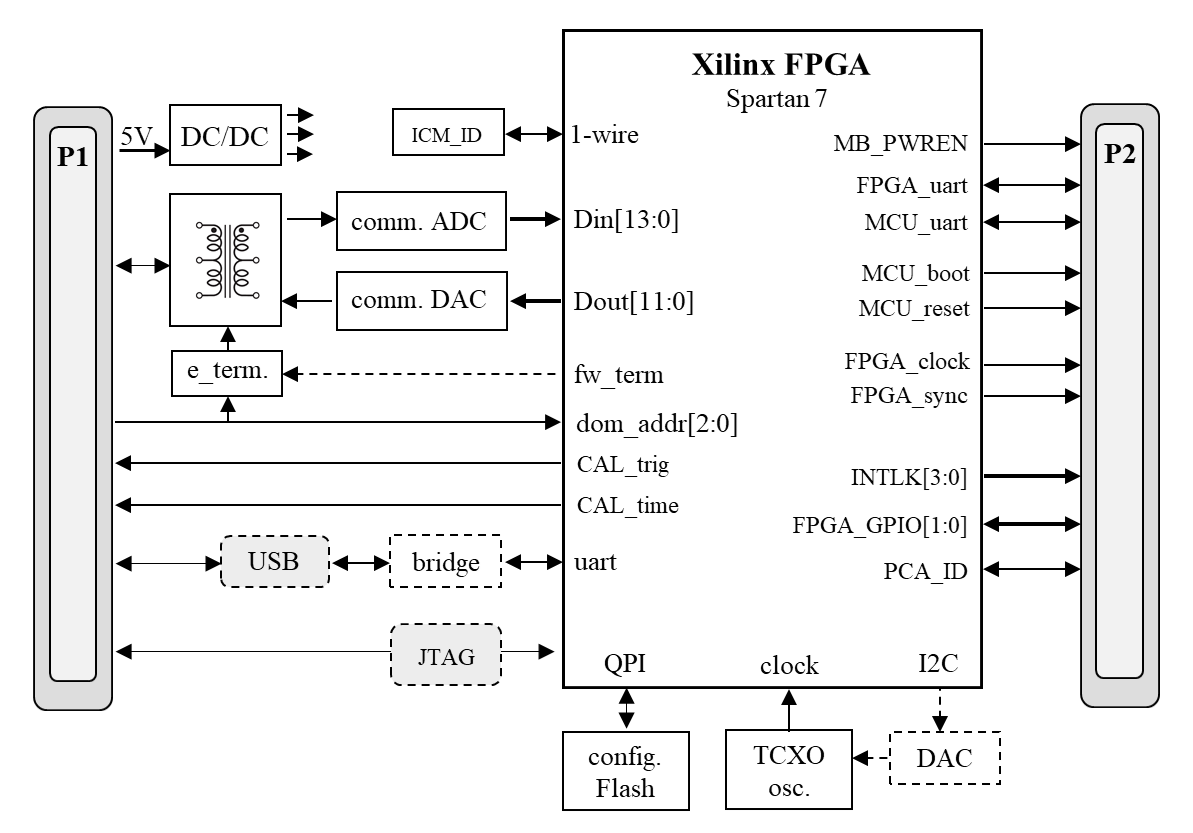 Xilinx FPGA
Spartan 7
P1
5V
DC/DC
ICM_ID
1-wire
MB_PWREN
P2
FPGA_uart
comm. ADC
Din[13:0]
MCU_uart
MCU_boot
comm. DAC
Dout[11:0]
MCU_reset
e_term.
fw_term
FPGA_clock
FPGA_sync
dom_addr[2:0]
CAL_trig
INTLK[3:0]
CAL_time
FPGA_GPIO[1:0]
USB
bridge
uart
PCA_ID
JTAG
QPI
clock
I2C
config.
Flash
TCXO
osc.
DAC